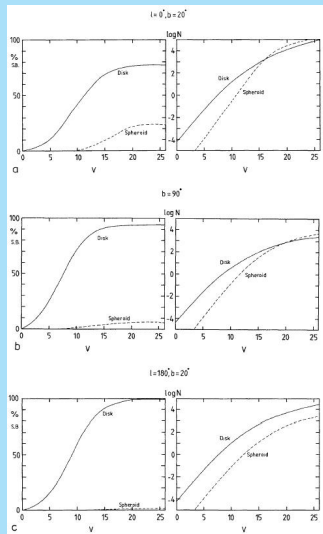 l=0°,b=20°
100
%
s.B.
50
0
Disk
Spheroid
0 5 10 15 20 25
V
a
log N
4
2
0
-2
-4
Disk
Spheroid
0 5 10 15 20 25
V
b=90°
100
%
s.B.
50
0
Disk
Spheroid
0 5 10 15 20 25
V
b
log N
4
2
0
-2
-4
Disk
Spheroid
0 5 10 15 20 25
V
l=180°,b=20°
100
%
s.B.
50
0
Disk
Spheroid
0 5 10 15 20 25
V
c
log N
4
2
0
-2
-4
Disk
Spheroid
0 5 10 15 20 25
V